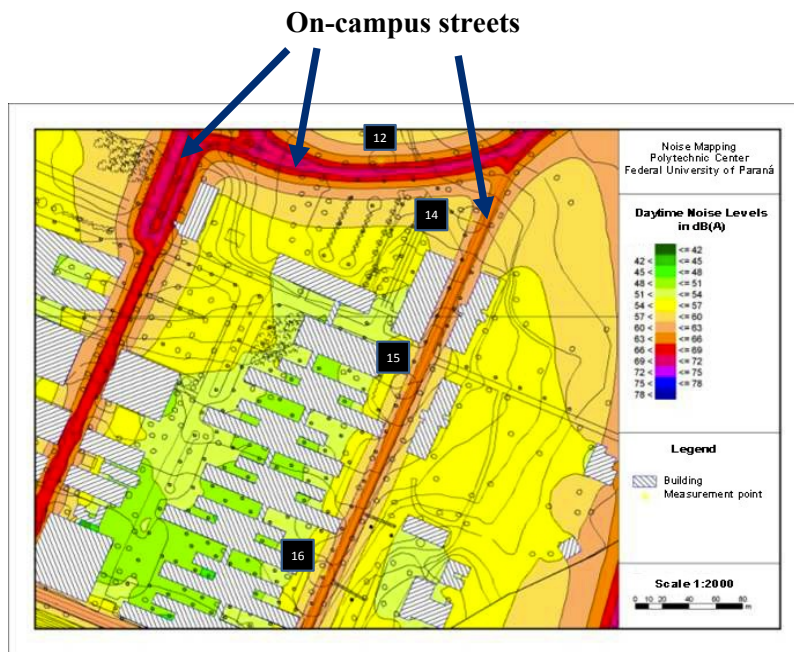 On-campus streets
12
14
15
16
Noise Mapping
Polytechnic Center
Federal University of Paraná
Daytime Noise Levels
in dB(A)
<= 42
42 < <= 45
45 < <= 48
48 < <= 51
51 < <= 54
54 < <= 57
57 < <= 60
60 < <= 63
63 < <= 66
66 < <= 69
69 < <= 72
72 < <= 75
75 < <= 78
78 <
Legend
Building
Measurement point
Scale 1:2000
0 10 20 40 60 80
m